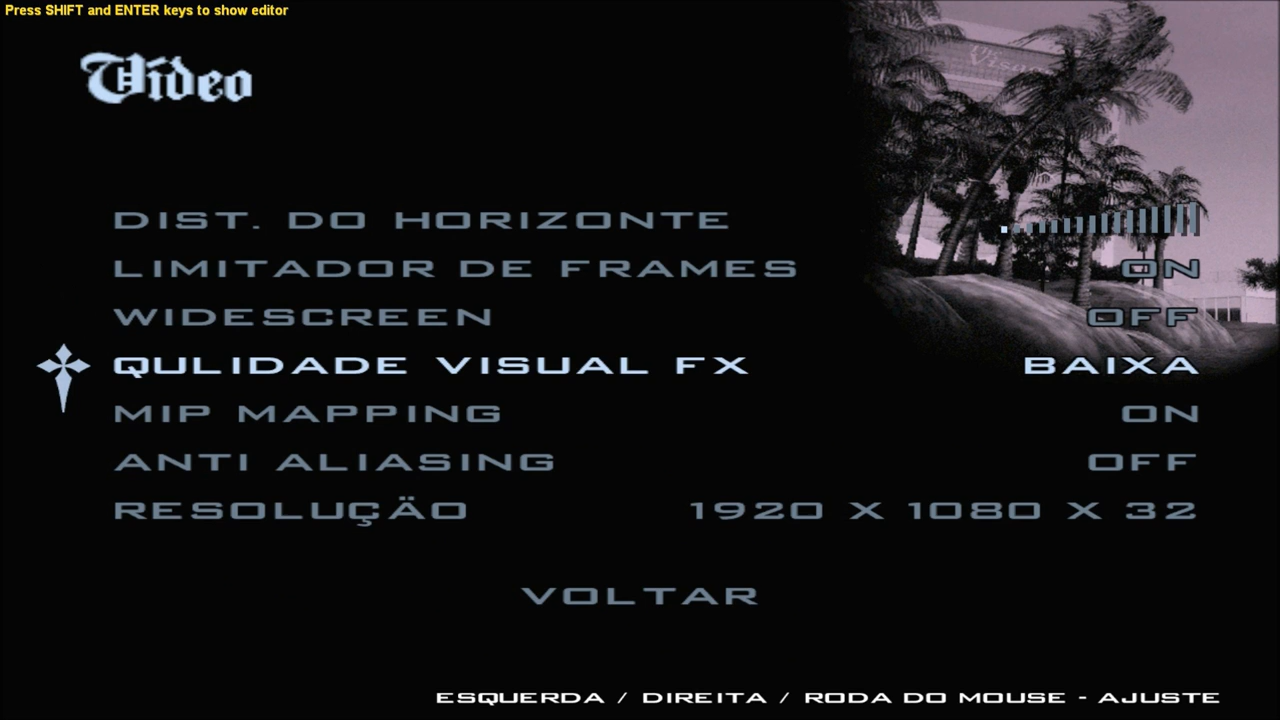 Press SHIFT and ENTER keys to show editor
Vídeo
DIST. DO HORIZONTE
LIMITADOR DE FRAMES ON
WIDESCREEN OFF
QULIDADE VISUAL FX BAIXA
MIP MAPPING ON
ANTI ALIASING OFF
RESOLUÇÄO 1920 X 1080 X 32
VOLTAR
ESQUERDA / DIREITA / RODA DO MOUSE - AJUSTE